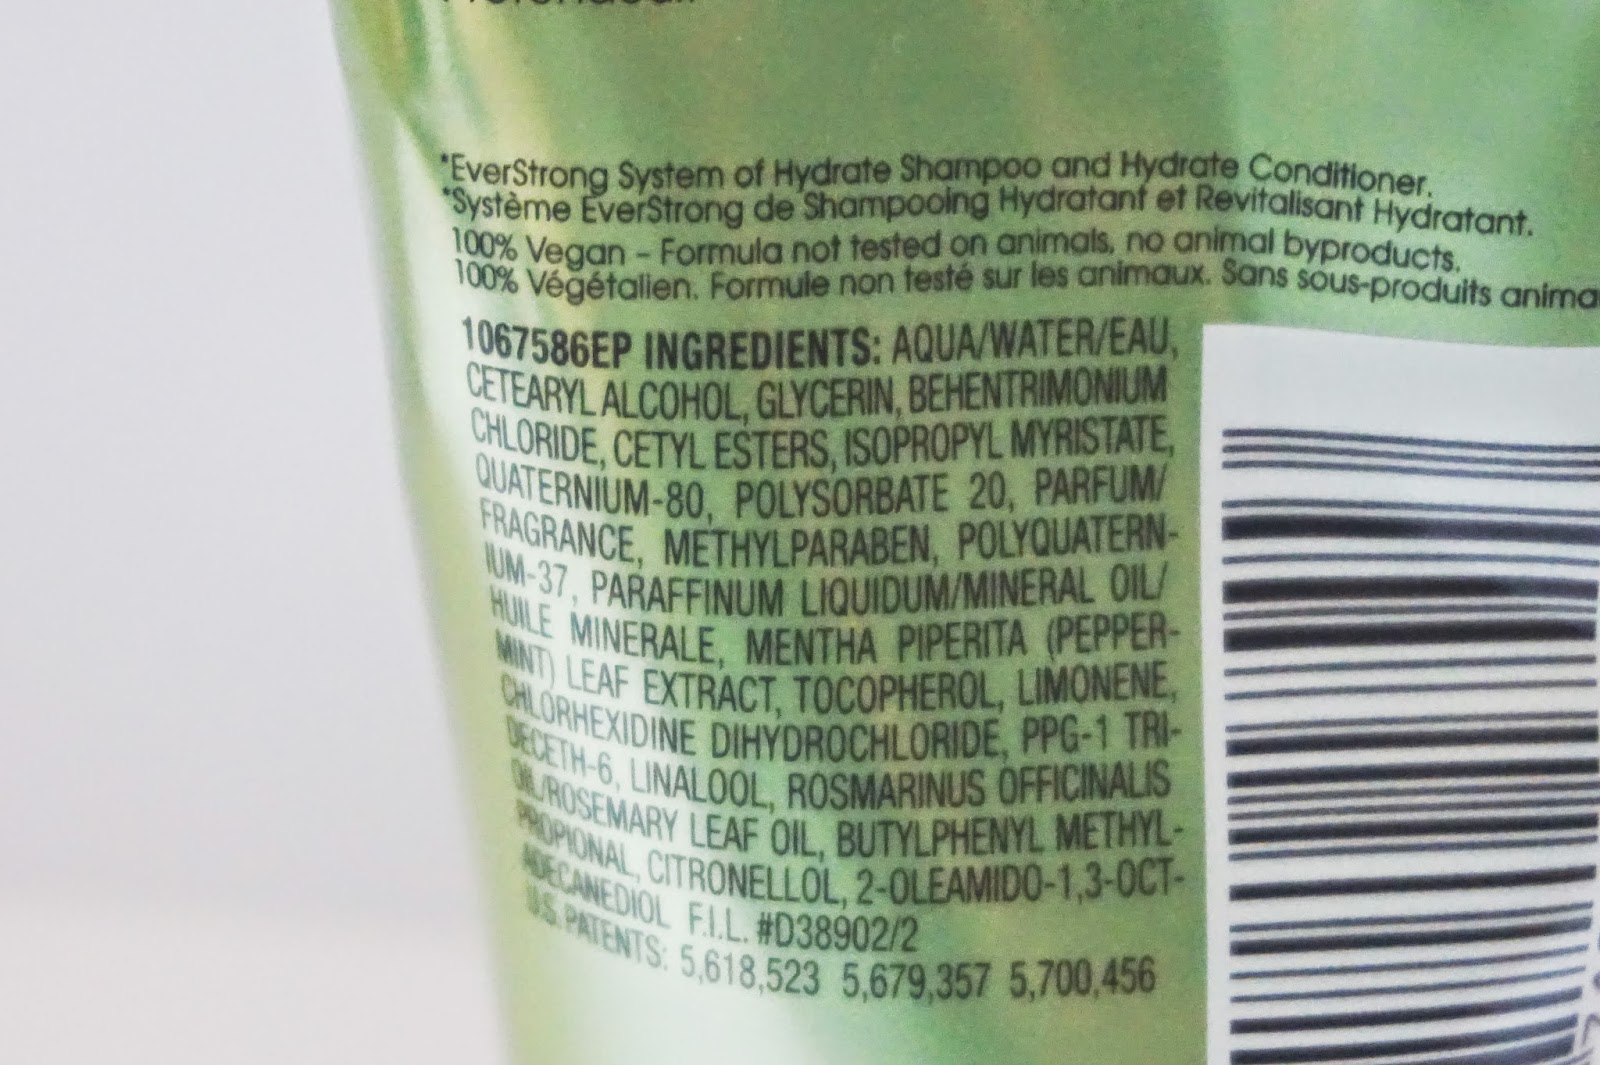 *EverStrong System of Hydrate Shampoo and Hydrate Conditioner.
*Système EverStrong de Shampooing Hydratant et Revitalisant Hydratant.
100% Vegan – Formula not tested on animals, no animal byproducts.
100% Végétalien. Formule non testé sur les animaux. Sans sous-produits anima
1067586EP INGREDIENTS: AQUA/WATER/EAU,
CETEARYL ALCOHOL, GLYCERIN, BEHENTRIMONIUM
CHLORIDE, CETYL ESTERS, ISOPROPYL MYRISTATE,
QUATERNIUM-80, POLYSORBATE 20, PARFUM/
FRAGRANCE, METHYLPARABEN, POLYQUATERN-
IUM-37, PARAFFINUM LIQUIDUM/MINERAL OIL/
HUILE MINERALE, MENTHA PIPERITA (PEPPER-
MINT) LEAF EXTRACT, TOCOPHEROL, LIMONENE,
CHLORHEXIDINE DIHYDROCHLORIDE, PPG-1 TRI-
DECETH-6, LINALOOL, ROSMARINUS OFFICINALIS
OIL/ROSEMARY LEAF OIL, BUTYLPHENYL METHYL-
PROPIONAL, CITRONELLOL, 2-OLEAMIDO-1,3-OCT-
ADECANEDIOL F.I.L. #D38902/2
U.S. PATENTS: 5,618,523 5,679,357 5,700,456